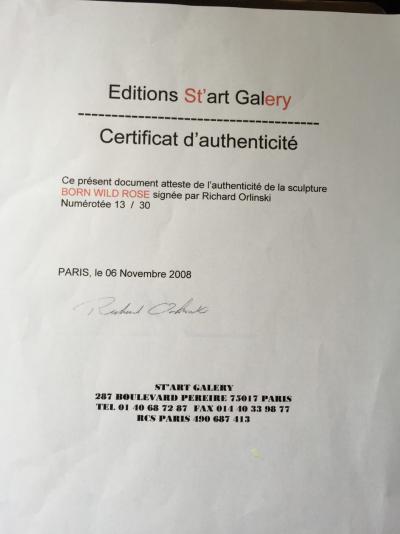 Editions St'art Galery
----------------------------------------
Certificat d'authenticité
Ce présent document atteste de l'authenticité de la sculpture
BORN WILD ROSE signée par Richard Orlinski
Numérotée 13 / 30
PARIS, le 06 Novembre 2008
Richard Orlinski
ST'ART GALERY
287 BOULEVARD PEREIRE 75017 PARIS
TEL 01 40 68 72 87 FAX 014 40 33 98 77
RCS PARIS 490 687 413